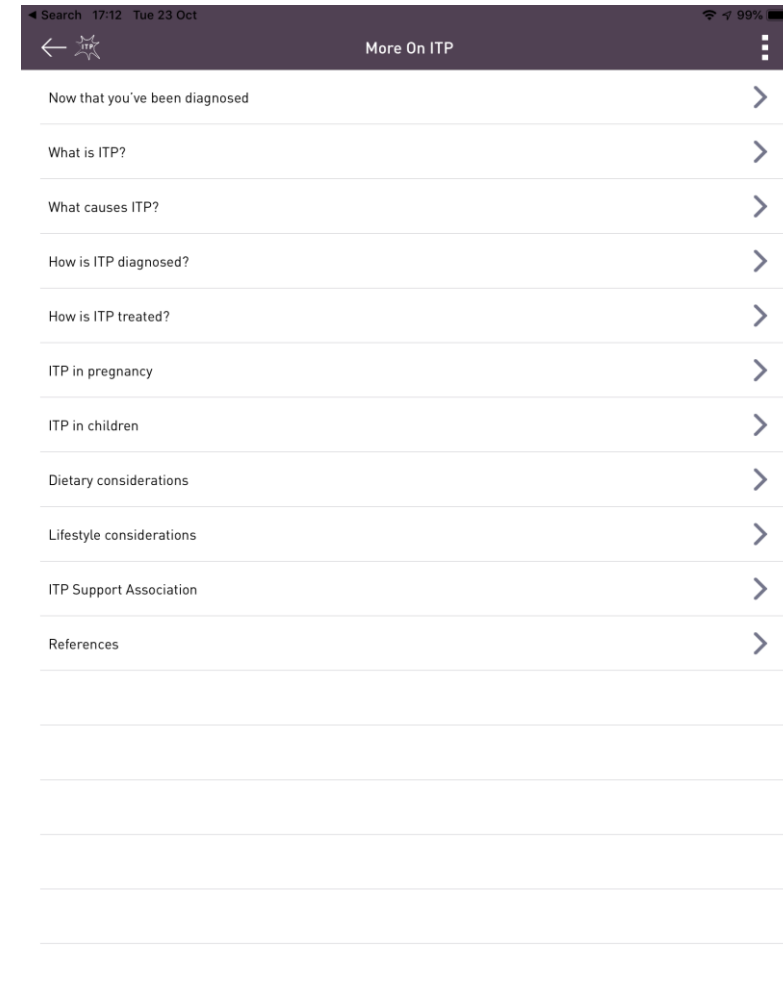 ◀ Search 17:12 Tue 23 Oct 99%
ITP More On ITP
Now that you've been diagnosed
What is ITP?
What causes ITP?
How is ITP diagnosed?
How is ITP treated?
ITP in pregnancy
ITP in children
Dietary considerations
Lifestyle considerations
ITP Support Association
References